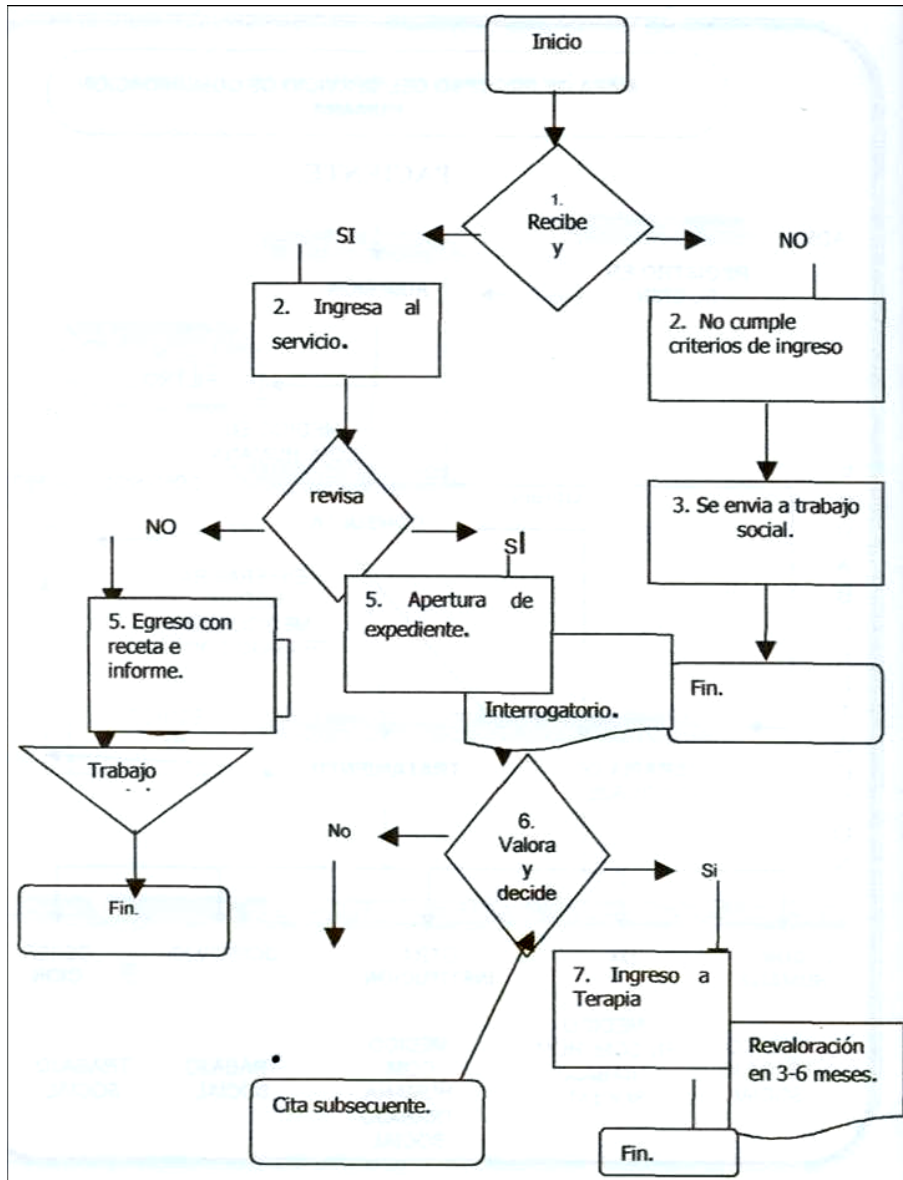 Inicio
1.
Recibe
y
SI
NO
2. Ingresa al
servicio.
2. No cumple
criterios de ingreso
revisa
NO
SI
3. Se envia a trabajo
social.
5. Egreso con
receta e
informe.
5. Apertura de
expediente.
Interrogatorio.
Fin.
Trabajo
No
6.
Valora
y
decide
Si
Fin.
7. Ingreso a
Terapia
Revaloración
en 3-6 meses.
Cita subsecuente.
Fin.